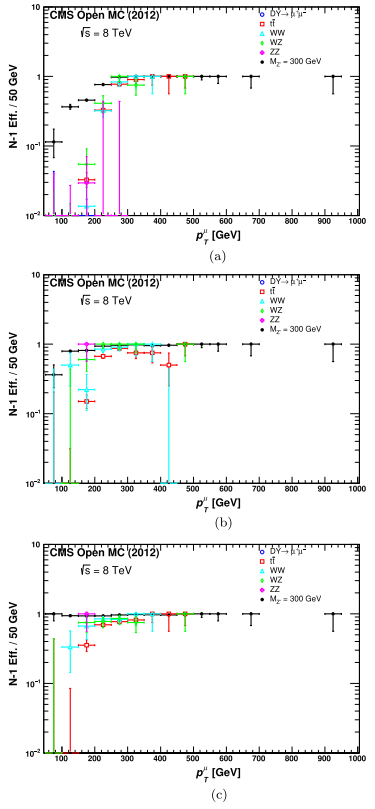 CMS Open MC (2012)
√s = 8 TeV
DY→ μ⁺μ⁻
tt̄
WW
WZ
ZZ
M_Z' = 300 GeV
N-1 Eff. / 50 GeV
10
1
10⁻¹
10⁻²
100 200 300 400 500 600 700 800 900 1000
p_T^μ [GeV]
(a)
CMS Open MC (2012)
√s = 8 TeV
DY→ μ⁺μ⁻
tt̄
WW
WZ
ZZ
M_Z' = 300 GeV
N-1 Eff. / 50 GeV
10
1
10⁻¹
10⁻²
100 200 300 400 500 600 700 800 900 1000
p_T^μ [GeV]
(b)
CMS Open MC (2012)
√s = 8 TeV
DY→ μ⁺μ⁻
tt̄
WW
WZ
ZZ
M_Z' = 300 GeV
N-1 Eff. / 50 GeV
10
1
10⁻¹
10⁻²
100 200 300 400 500 600 700 800 900 1000
p_T^μ [GeV]
(c)